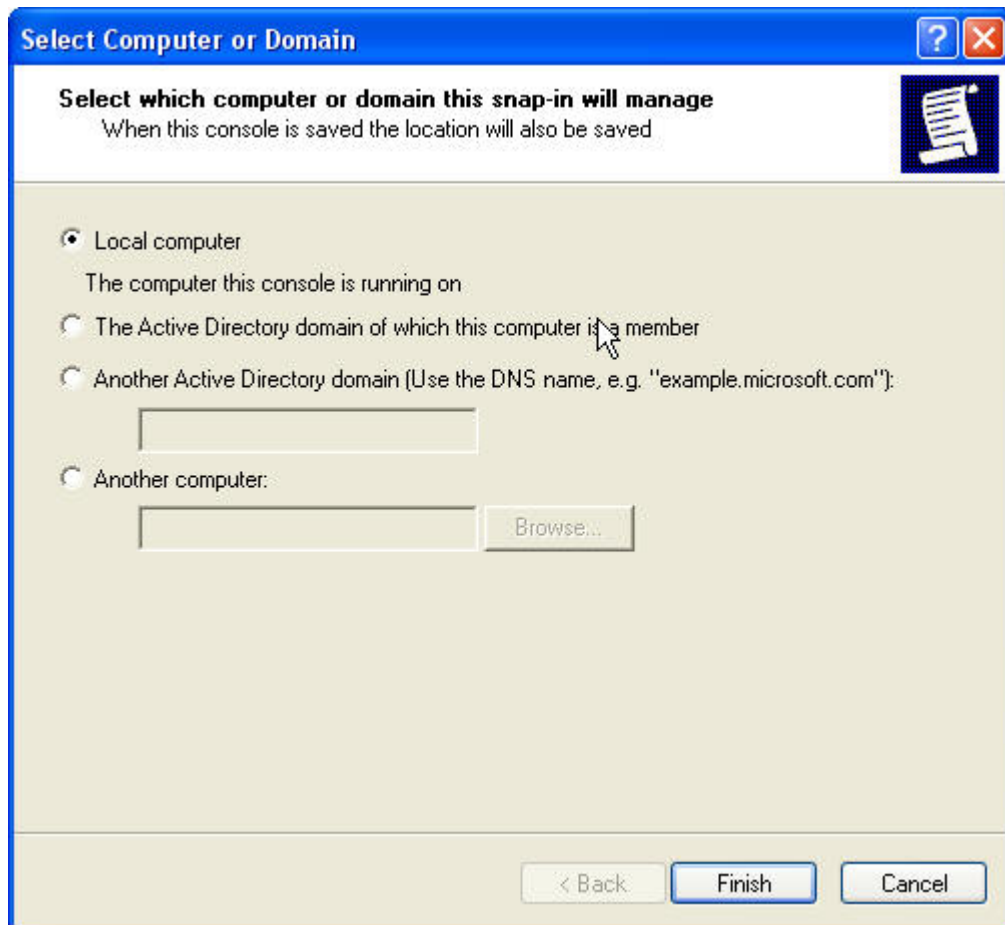 Select Computer or Domain
Select which computer or domain this snap-in will manage
When this console is saved the location will also be saved
Local computer
The computer this console is running on
The Active Directory domain of which this computer is a member
Another Active Directory domain (Use the DNS name, e.g. "example.microsoft.com"):
Another computer:
Browse...
< Back
Finish
Cancel